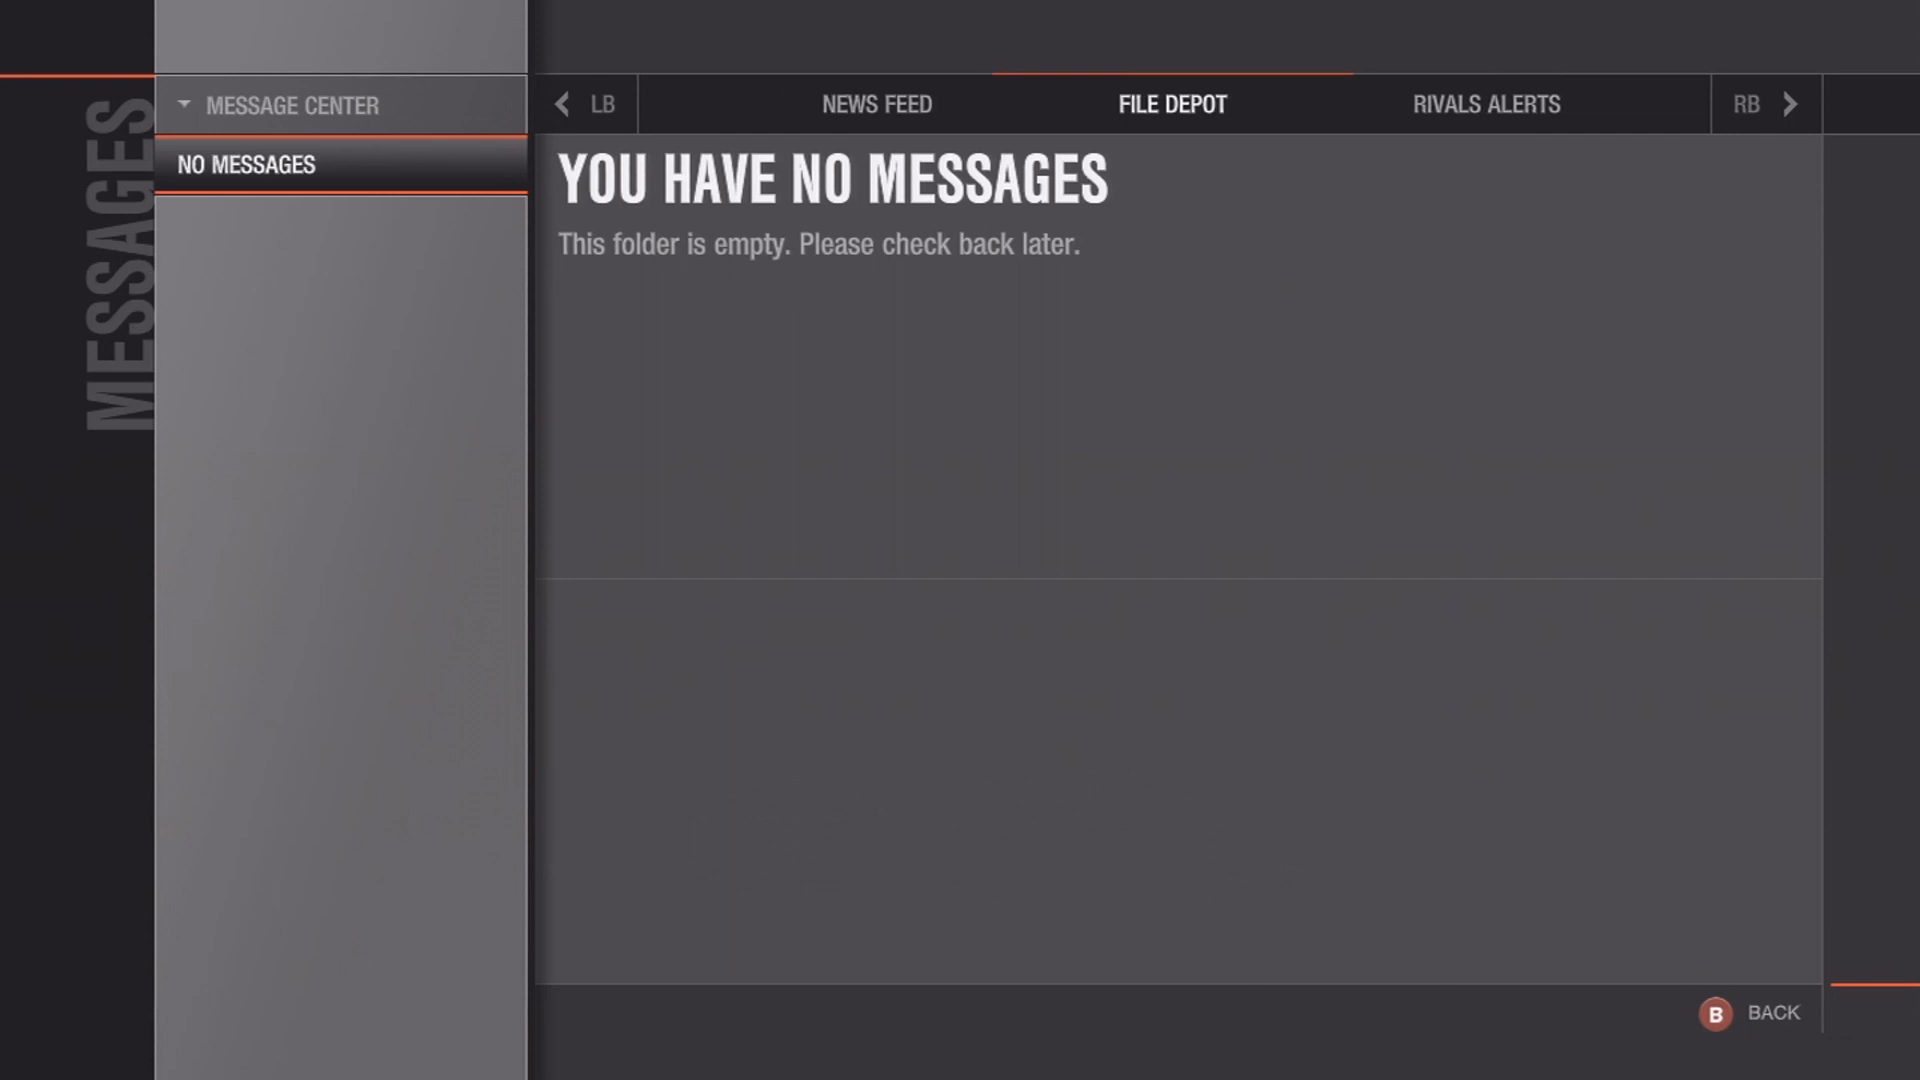 MESSAGES
MESSAGE CENTER
NO MESSAGES
LB
NEWS FEED
FILE DEPOT
RIVALS ALERTS
RB
YOU HAVE NO MESSAGES
This folder is empty. Please check back later.
B BACK